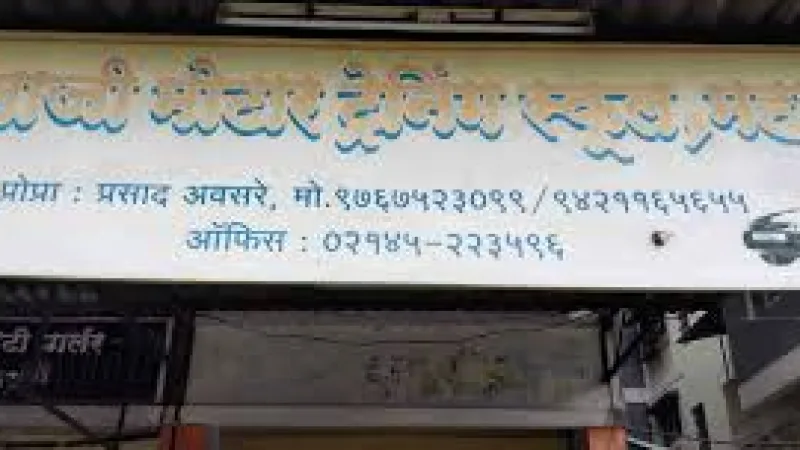 मोटार ट्रेनिंग स्कूल,
प्रोप्रा : प्रसाद अवसरे, मो.९७६७५२३०९९/९४२११६५६५५
ऑफिस : ०२१४५-२२३५९६